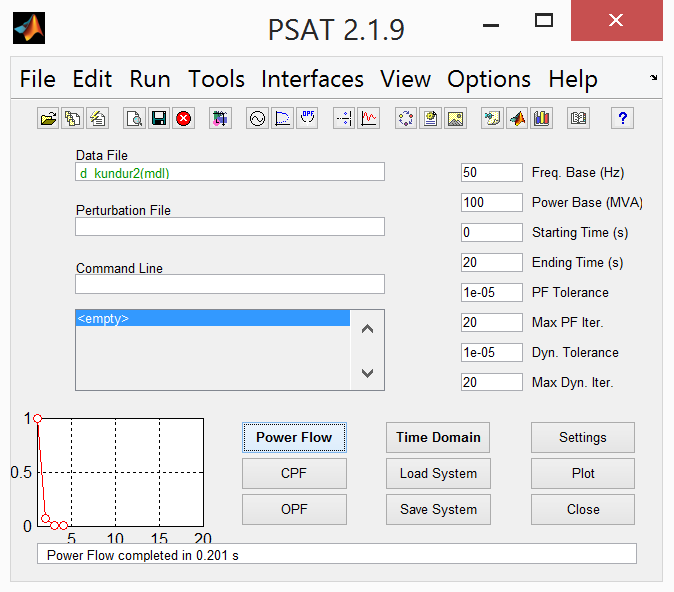 PSAT 2.1.9
File Edit Run Tools Interfaces View Options Help
OPF
?
Data File
d_kundur2(mdl)
Perturbation File
Command Line
<empty>
50 Freq. Base (Hz)
100 Power Base (MVA)
0 Starting Time (s)
20 Ending Time (s)
1e-05 PF Tolerance
20 Max PF Iter.
1e-05 Dyn. Tolerance
20 Max Dyn. Iter.
1
0.5
0
5 10 15 20
Power Flow Time Domain Settings
CPF Load System Plot
OPF Save System Close
Power Flow completed in 0.201 s